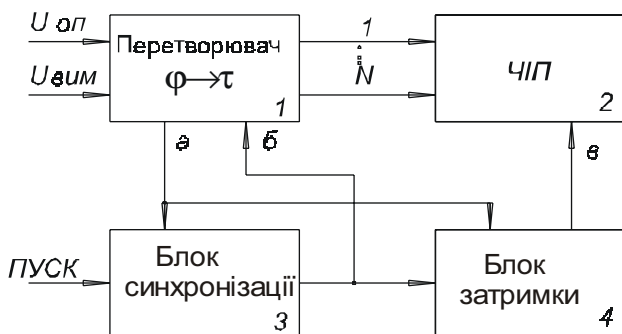 U оп
Перетворювач
φ→τ
1
U вим
1
N
ЧІП
2
а
б
в
ПУСК
Блок
синхронізації
3
Блок
затримки
4